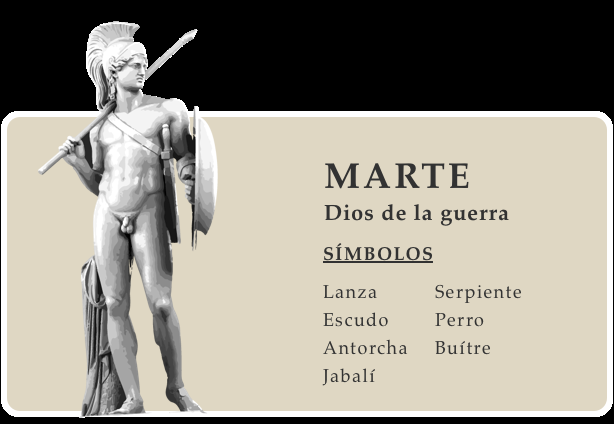 MARTE
Dios de la guerra
SÍMBOLOS
Lanza
Escudo
Antorcha
Jabalí
Serpiente
Perro
Buítre